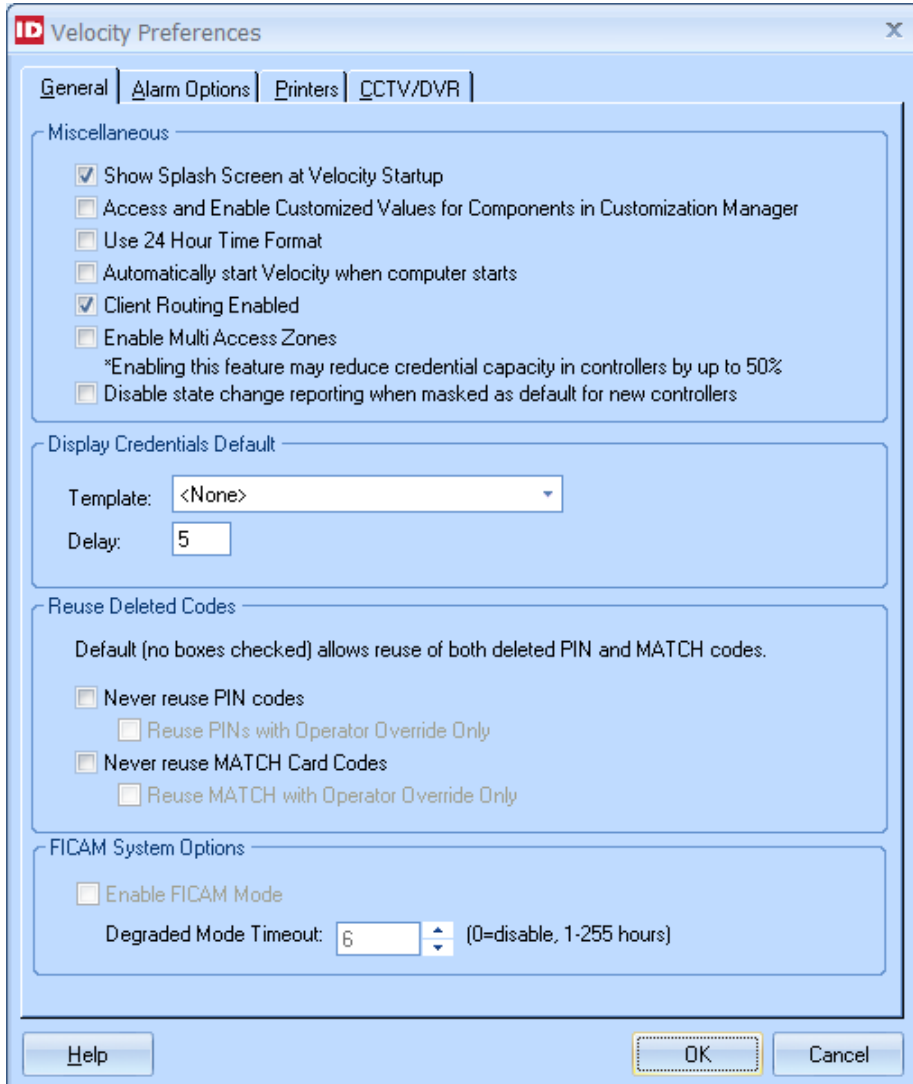 ID Velocity Preferences
General Alarm Options Printers CCTV/DVR
Miscellaneous
Show Splash Screen at Velocity Startup
Access and Enable Customized Values for Components in Customization Manager
Use 24 Hour Time Format
Automatically start Velocity when computer starts
Client Routing Enabled
Enable Multi Access Zones
*Enabling this feature may reduce credential capacity in controllers by up to 50%
Disable state change reporting when masked as default for new controllers
Display Credentials Default
Template: <None>
Delay: 5
Reuse Deleted Codes
Default (no boxes checked) allows reuse of both deleted PIN and MATCH codes.
Never reuse PIN codes
Reuse PINs with Operator Override Only
Never reuse MATCH Card Codes
Reuse MATCH with Operator Override Only
FICAM System Options
Enable FICAM Mode
Degraded Mode Timeout: 6 (0=disable, 1-255 hours)
Help OK Cancel